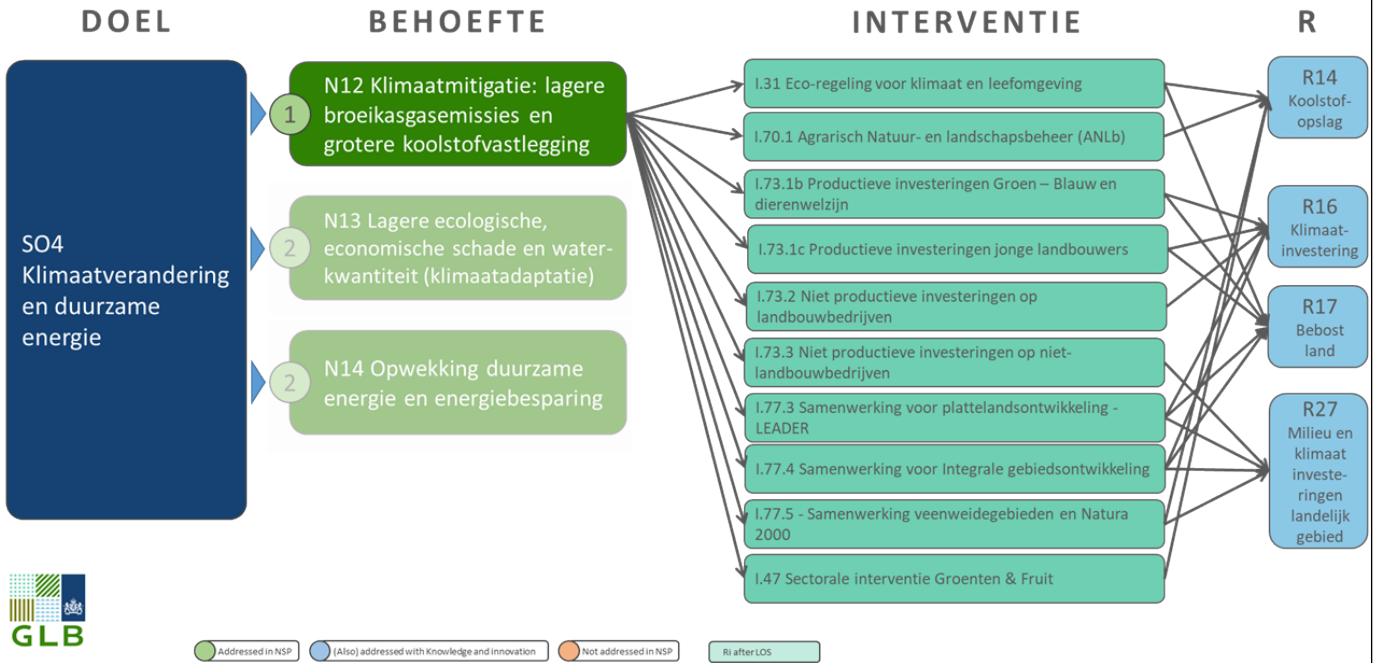 DOEL
BEHOEFTE
INTERVENTIE
R
SO4
Klimaatverandering
en duurzame
energie
1
N12 Klimaatmitigatie: lagere
broeikasgasemissies en
grotere koolstofvastlegging
2
N13 Lagere ecologische,
economische schade en water-
kwantiteit (klimaatadaptatie)
2
N14 Opwekking duurzame
energie en energiebesparing
I.31 Eco-regeling voor klimaat en leefomgeving
I.70.1 Agrarisch Natuur- en landschapsbeheer (ANLb)
I.73.1b Productieve investeringen Groen – Blauw en
dierenwelzijn
I.73.1c Productieve investeringen jonge landbouwers
I.73.2 Niet productieve investeringen op
landbouwbedrijven
I.73.3 Niet productieve investeringen op niet-
landbouwbedrijven
I.77.3 Samenwerking voor plattelandsontwikkeling -
LEADER
I.77.4 Samenwerking voor Integrale gebiedsontwikkeling
I.77.5 - Samenwerking veenweidegebieden en Natura
2000
I.47 Sectorale interventie Groenten & Fruit
R14
Koolstof-
opslag
R16
Klimaat-
investering
R17
Bebost
land
R27
Milieu en
klimaat
investe-
ringen
landelijk
gebied
GLB
Addressed in NSP
(Also) addressed with Knowledge and innovation
Not addressed in NSP
Ri after LOS